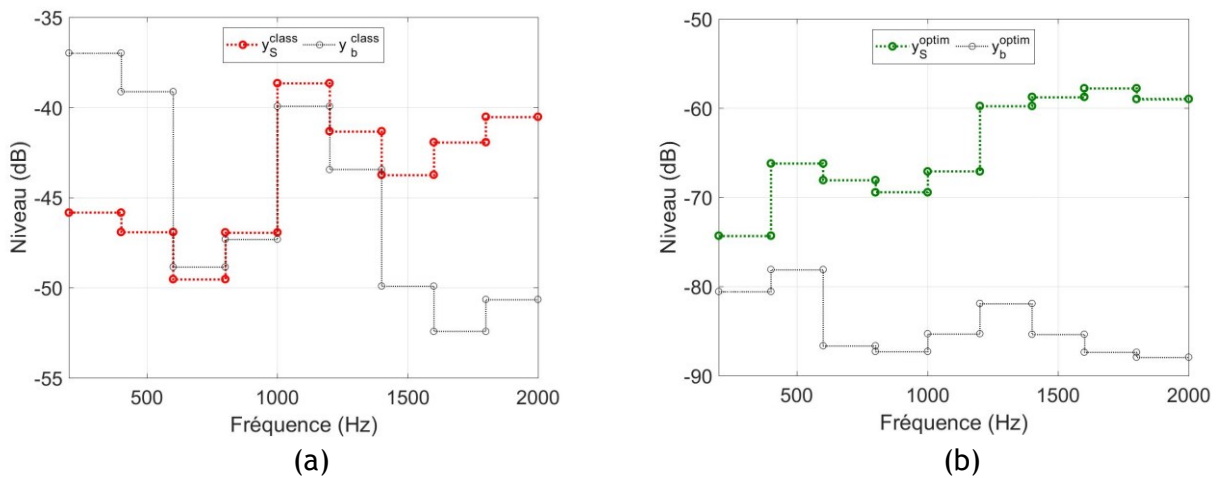 -35
-40
-45
-50
-55
Niveau (dB)
y_S^class y_b^class
500 1000 1500 2000
Fréquence (Hz)
(a)
-50
-60
-70
-80
-90
Niveau (dB)
y_S^optim y_b^optim
500 1000 1500 2000
Fréquence (Hz)
(b)